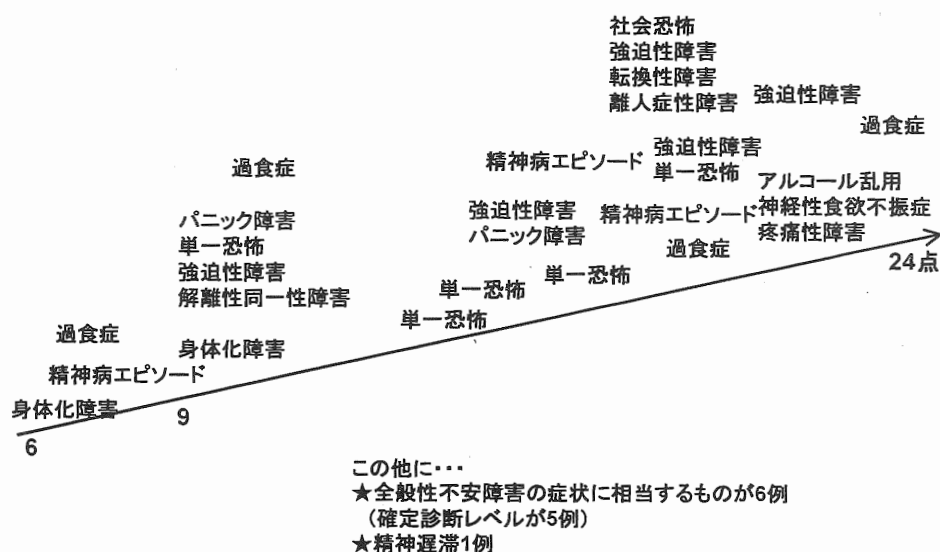 社会恐怖
強迫性障害
転換性障害
離人症性障害
強迫性障害
過食症
過食症
精神病エピソード
強迫性障害
単一恐怖
アルコール乱用
神経性食欲不振症
疼痛性障害
パニック障害
単一恐怖
強迫性障害
解離性同一性障害
強迫性障害
パニック障害
精神病エピソード
過食症
24点
単一恐怖
単一恐怖
単一恐怖
過食症
身体化障害
精神病エピソード
身体化障害
9
6
この他に・・・
★全般性不安障害の症状に相当するものが6例
（確定診断レベルが5例）
★精神遅滞1例